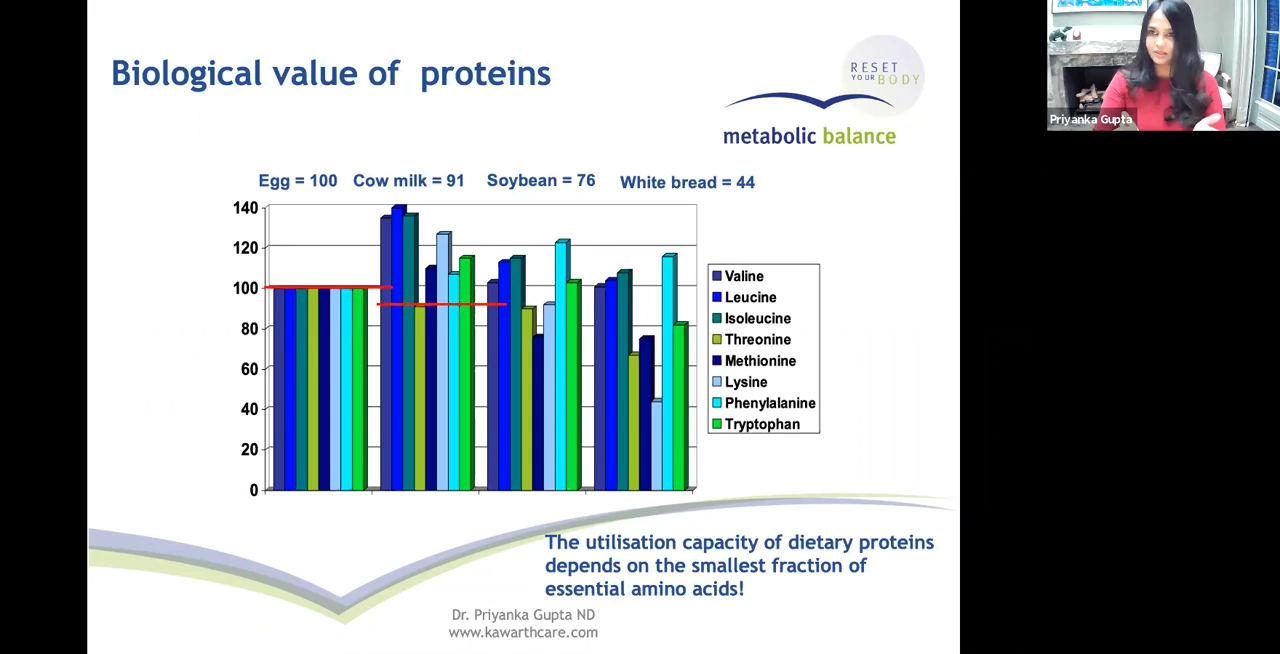 Biological value of proteins
RESET
YOUR BODY
metabolic balance
Priyanka Gupta
Egg = 100 Cow milk = 91 Soybean = 76 White bread = 44
140
120
100
80
60
40
20
0
Valine
Leucine
Isoleucine
Threonine
Methionine
Lysine
Phenylalanine
Tryptophan
The utilisation capacity of dietary proteins
depends on the smallest fraction of
essential amino acids!
Dr. Priyanka Gupta ND
www.kawarthcare.com